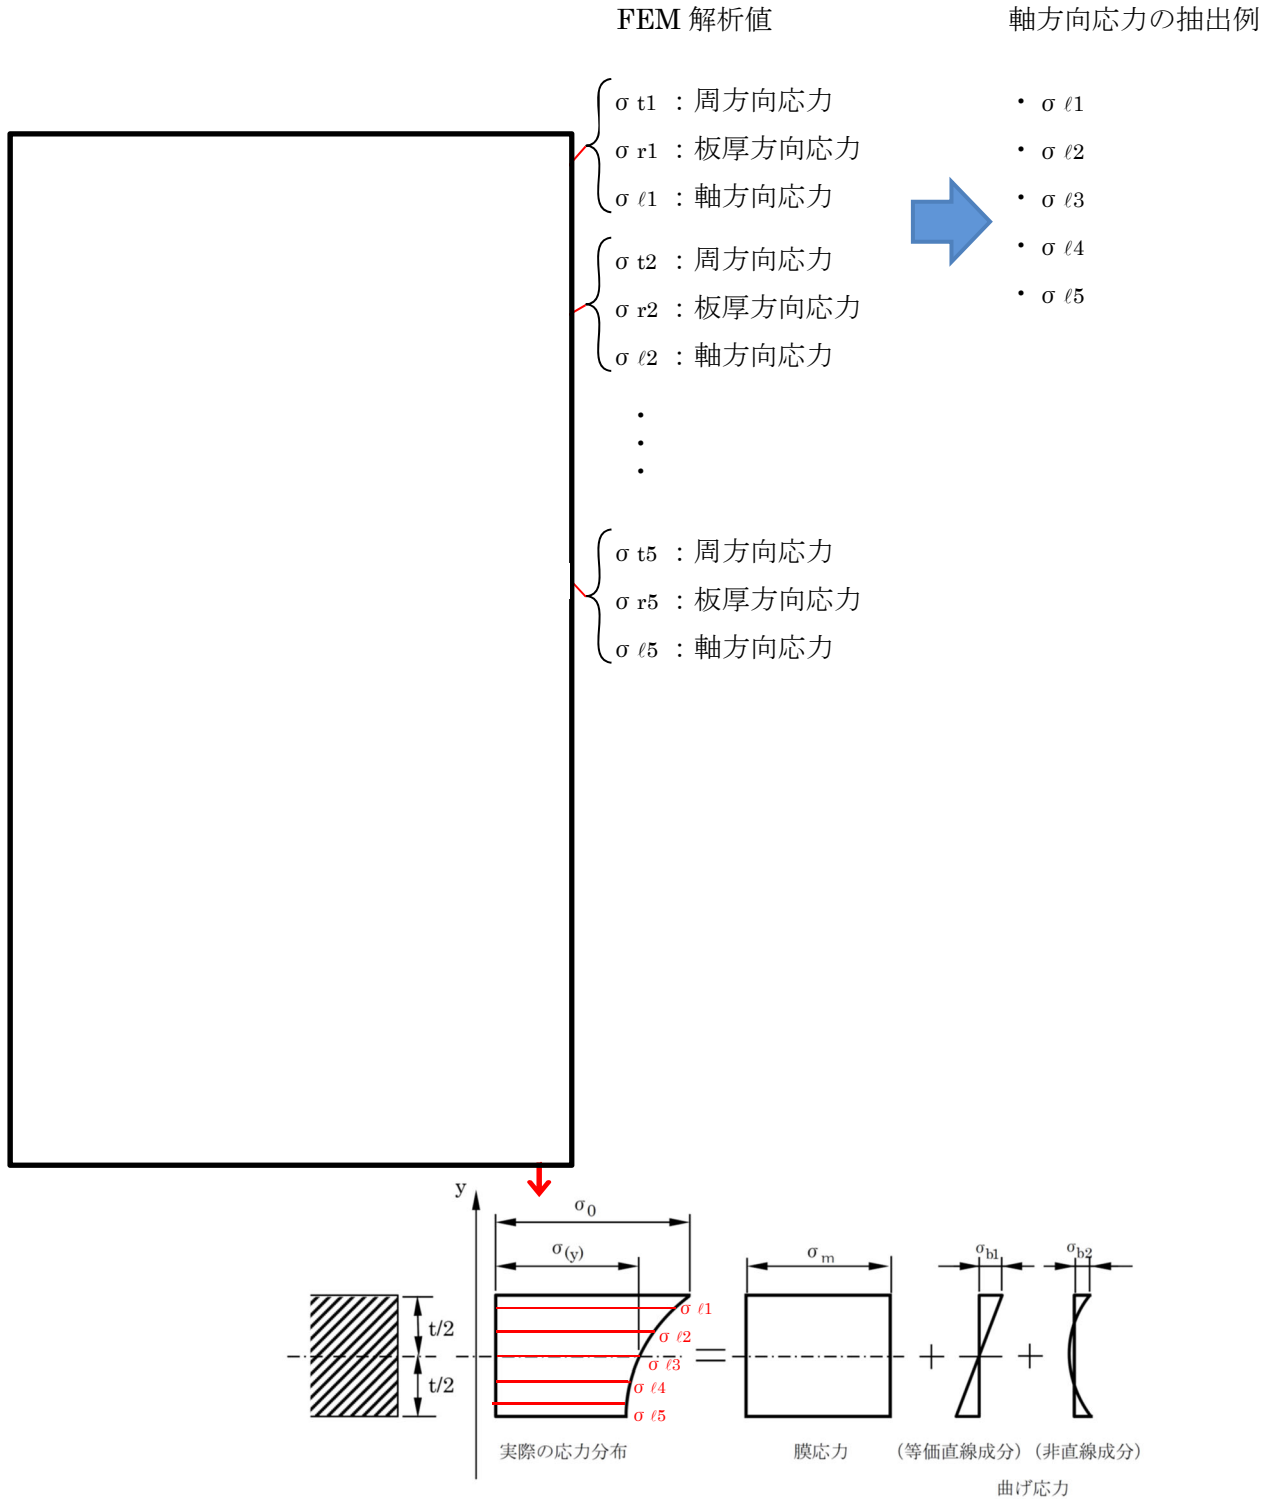 FEM 解析値
軸方向応力の抽出例
σ t1 ：周方向応力
σ r1 ：板厚方向応力
σ ℓ1 ：軸方向応力
σ t2 ：周方向応力
σ r2 ：板厚方向応力
σ ℓ2 ：軸方向応力
・
・
・
σ t5 ：周方向応力
σ r5 ：板厚方向応力
σ ℓ5 ：軸方向応力
・ σ ℓ1
・ σ ℓ2
・ σ ℓ3
・ σ ℓ4
・ σ ℓ5
y
σ0
σ(y)
σm
σb1
σb2
t/2
t/2
σ ℓ1
σ ℓ2
σ ℓ3
σ ℓ4
σ ℓ5
=
+
+
実際の応力分布
膜応力
（等価直線成分）（非直線成分）
曲げ応力